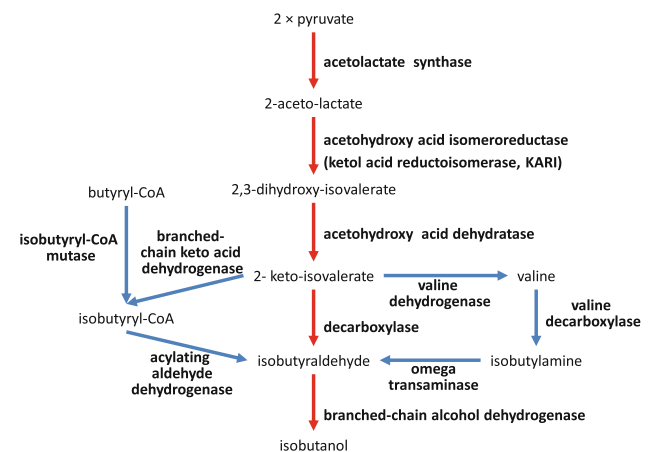 2 × pyruvate
acetolactate synthase
2-aceto-lactate
acetohydroxy acid isomeroreductase
(ketol acid reductoisomerase, KARI)
butyryl-CoA
2,3-dihydroxy-isovalerate
isobutyryl-CoA
mutase
branched-
chain keto acid
dehydrogenase
acetohydroxy acid dehydratase
2- keto-isovalerate
valine
dehydrogenase
valine
valine
decarboxylase
isobutyryl-CoA
decarboxylase
acylating
aldehyde
dehydrogenase
isobutyraldehyde
omega
transaminase
isobutylamine
branched-chain alcohol dehydrogenase
isobutanol